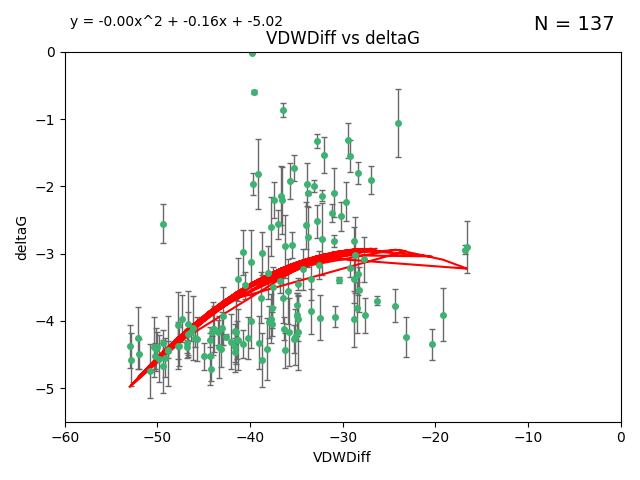 y = -0.00x^2 + -0.16x + -5.02
N = 137
VDWDiff vs deltaG
0
−1
−2
−3
−4
−5
deltaG
−60 −50 −40 −30 −20 −10 0
VDWDiff